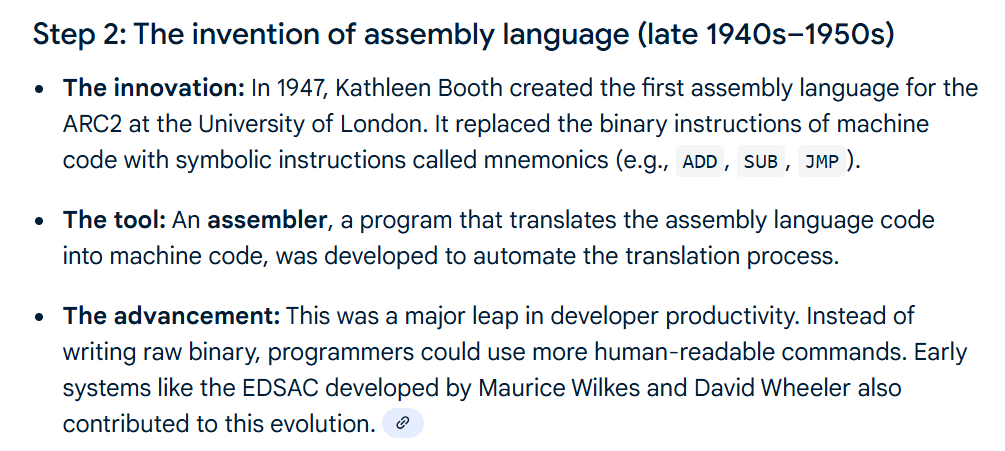 Step 2: The invention of assembly language (late 1940s–1950s)
• The innovation: In 1947, Kathleen Booth created the first assembly language for the
ARC2 at the University of London. It replaced the binary instructions of machine
code with symbolic instructions called mnemonics (e.g., ADD , SUB , JMP ).
• The tool: An assembler, a program that translates the assembly language code
into machine code, was developed to automate the translation process.
• The advancement: This was a major leap in developer productivity. Instead of
writing raw binary, programmers could use more human-readable commands. Early
systems like the EDSAC developed by Maurice Wilkes and David Wheeler also
contributed to this evolution.